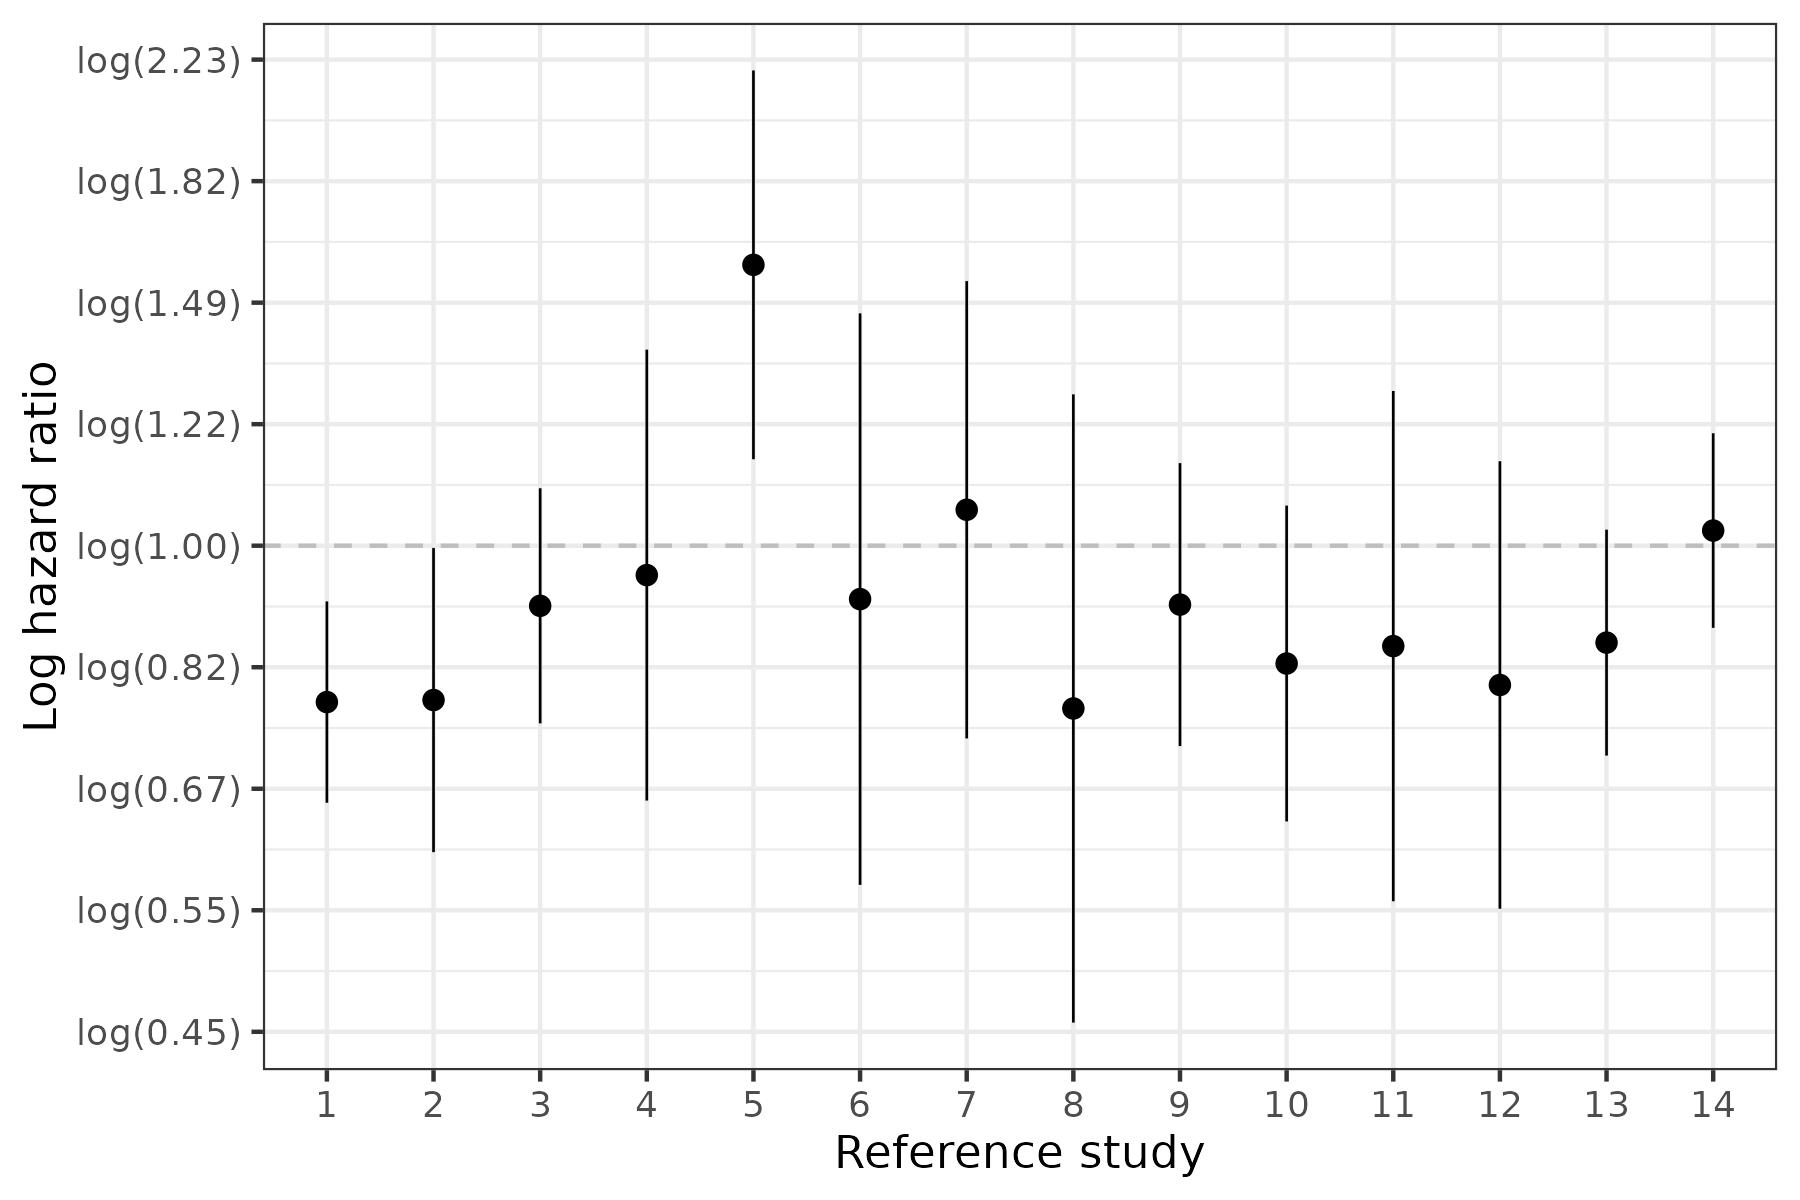 Log hazard ratio
log(2.23)
log(1.82)
log(1.49)
log(1.22)
log(1.00)
log(0.82)
log(0.67)
log(0.55)
log(0.45)
1 2 3 4 5 6 7 8 9 10 11 12 13 14
Reference study